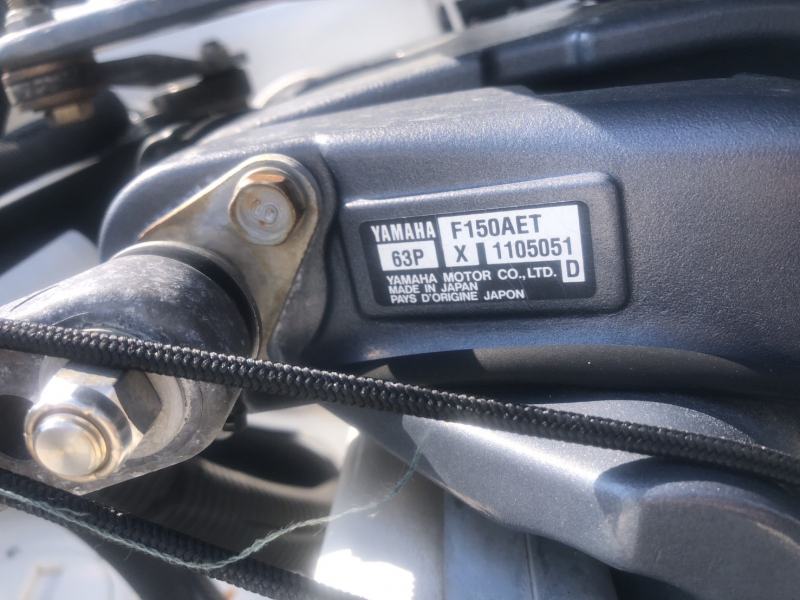 YAMAHA F150AET
63P X 1105051
YAMAHA MOTOR CO., LTD. D
MADE IN JAPAN
PAYS D'ORIGINE JAPON